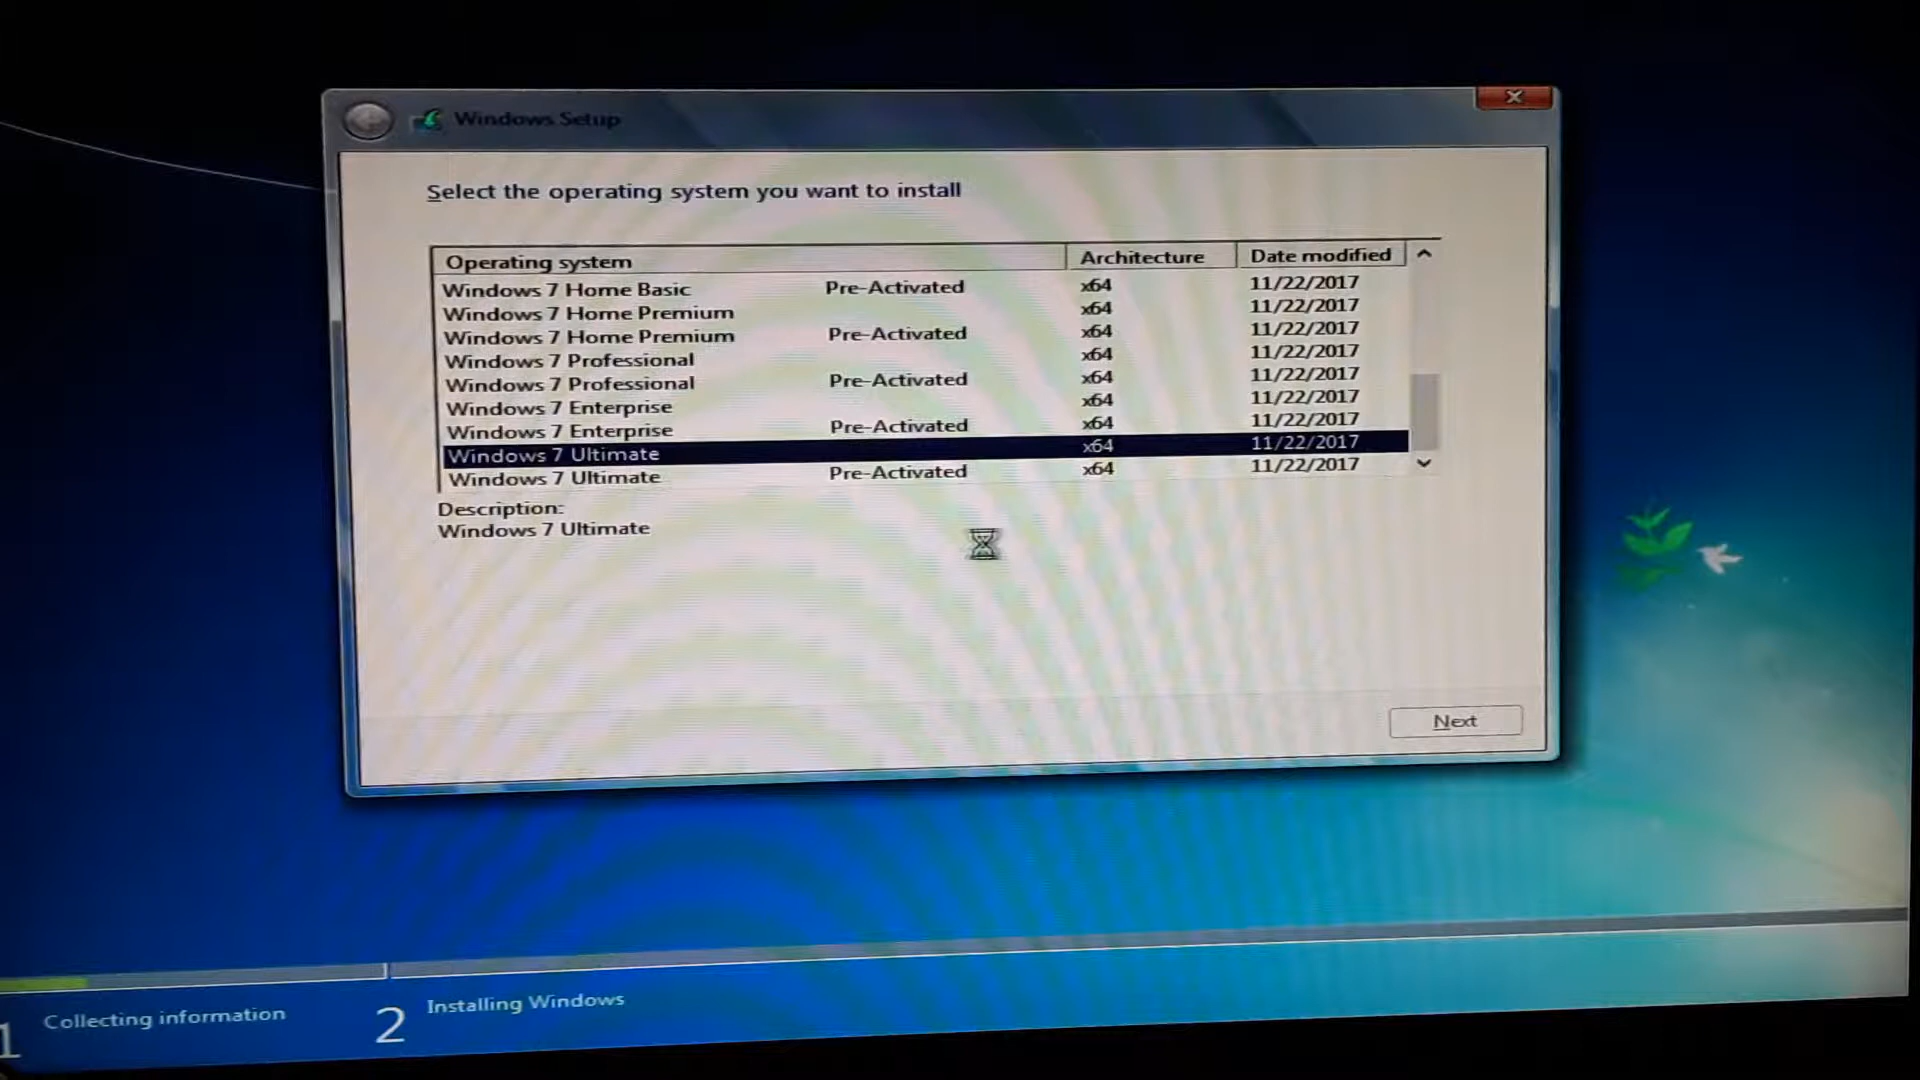 Windows Setup
Select the operating system you want to install
Operating system Architecture Date modified
Windows 7 Home Basic Pre-Activated x64 11/22/2017
Windows 7 Home Premium x64 11/22/2017
Windows 7 Home Premium Pre-Activated x64 11/22/2017
Windows 7 Professional x64 11/22/2017
Windows 7 Professional Pre-Activated x64 11/22/2017
Windows 7 Enterprise x64 11/22/2017
Windows 7 Enterprise Pre-Activated x64 11/22/2017
Windows 7 Ultimate x64 11/22/2017
Windows 7 Ultimate Pre-Activated x64 11/22/2017
Description:
Windows 7 Ultimate
Next
1 Collecting information 2 Installing Windows